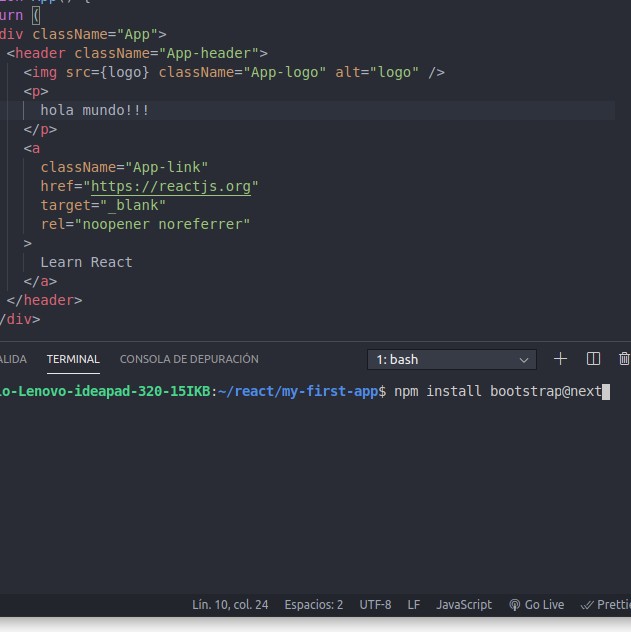 urn (
div className="App">
<header className="App-header">
<img src={logo} className="App-logo" alt="logo" />
<p>
hola mundo!!!
</p>
<a
className="App-link"
href="https://reactjs.org"
target="_blank"
rel="noopener noreferrer"
>
Learn React
</a>
</header>
/div>
ALIDA TERMINAL CONSOLA DE DEPURACIÓN 1: bash
o-Lenovo-ideapad-320-15IKB:~/react/my-first-app$ npm install bootstrap@next
Lín. 10, col. 24 Espacios: 2 UTF-8 LF JavaScript Go Live Prettie